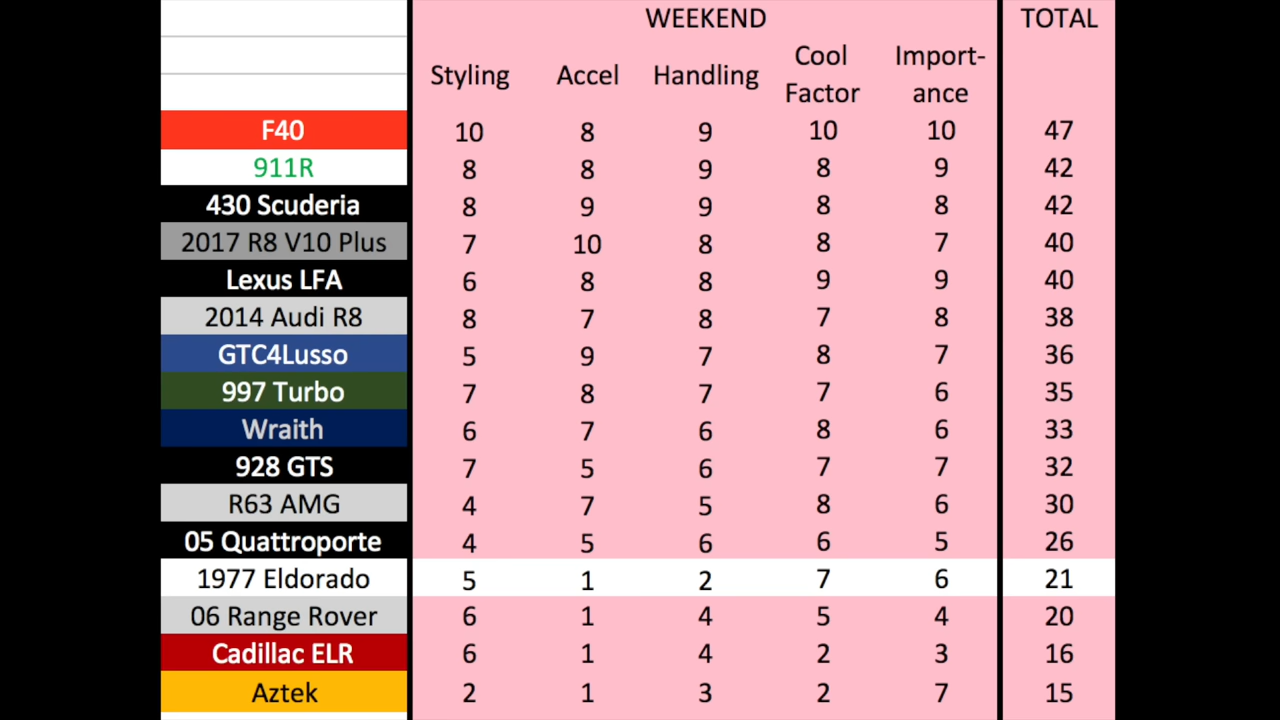 WEEKEND TOTAL
Styling Accel Handling Cool Factor Import-ance
F40 10 8 9 10 10 47
911R 8 8 9 8 9 42
430 Scuderia 8 9 9 8 8 42
2017 R8 V10 Plus 7 10 8 8 7 40
Lexus LFA 6 8 8 9 9 40
2014 Audi R8 8 7 8 7 8 38
GTC4Lusso 5 9 7 8 7 36
997 Turbo 7 8 7 7 6 35
Wraith 6 7 6 8 6 33
928 GTS 7 5 6 7 7 32
R63 AMG 4 7 5 8 6 30
05 Quattroporte 4 5 6 6 5 26
1977 Eldorado 5 1 2 7 6 21
06 Range Rover 6 1 4 5 4 20
Cadillac ELR 6 1 4 2 3 16
Aztek 2 1 3 2 7 15